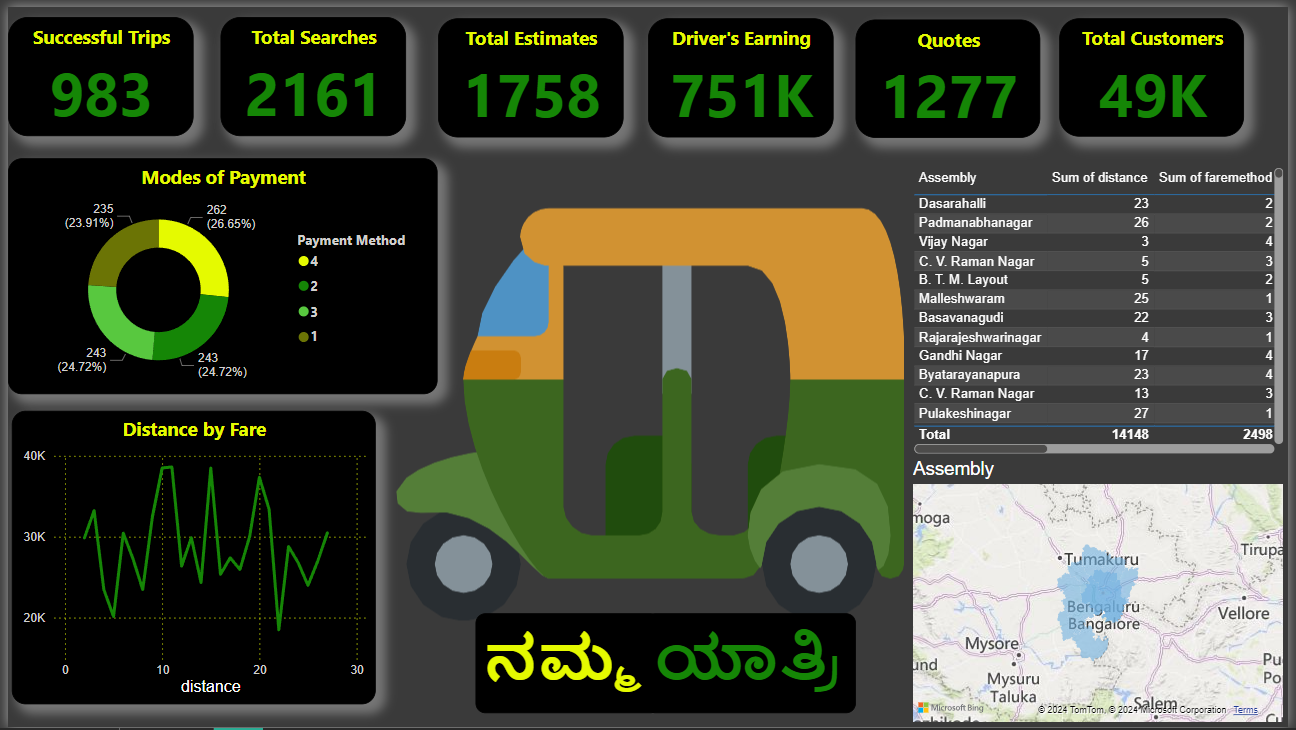 Successful Trips
983
Total Searches
2161
Total Estimates
1758
Driver's Earning
751K
Quotes
1277
Total Customers
49K
Modes of Payment
235
(23.91%)
262
(26.65%)
243
(24.72%)
243
(24.72%)
Payment Method
4
2
3
1
Distance by Fare
40K
30K
20K
0 10 20 30
distance
ನಮ್ಮ ಯಾತ್ರಿ
Assembly Sum of distance Sum of faremethod
Dasarahalli 23 2
Padmanabhanagar 26 2
Vijay Nagar 3 4
C. V. Raman Nagar 5 3
B. T. M. Layout 5 2
Malleshwaram 25 1
Basavanagudi 22 3
Rajarajeshwarinagar 4 1
Gandhi Nagar 17 4
Byatarayanapura 23 4
C. V. Raman Nagar 13 3
Pulakeshinagar 27 1
Total 14148 2498
Assembly
moga
Tirupa
Tumakuru
Bengaluru
Bangalore
Vellore
Mysore
und
Mysuru
Taluka
Pu
Po
Salem
Microsoft Bing
© 2024 TomTom, © 2024 Microsoft Corporation Terms